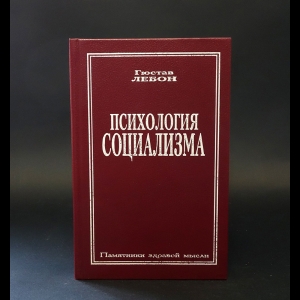 Гюстав
ЛЕБОН
ПСИХОЛОГИЯ
СОЦИАЛИЗМА
Памятники здравой мысли